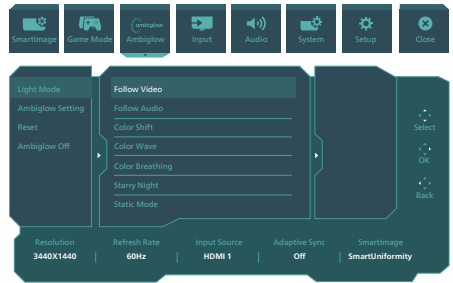 SmartImage
Game Mode
ambiglow
Ambiglow
Input
Audio
System
Setup
Close
Light Mode
Ambiglow Setting
Reset
Ambiglow Off
Follow Video
Follow Audio
Color Shift
Color Wave
Color Breathing
Starry Night
Static Mode
Select
OK
Back
Resolution
Refresh Rate
Input Source
Adaptive Sync
SmartImage
3440X1440
60Hz
HDMI 1
Off
SmartUniformity